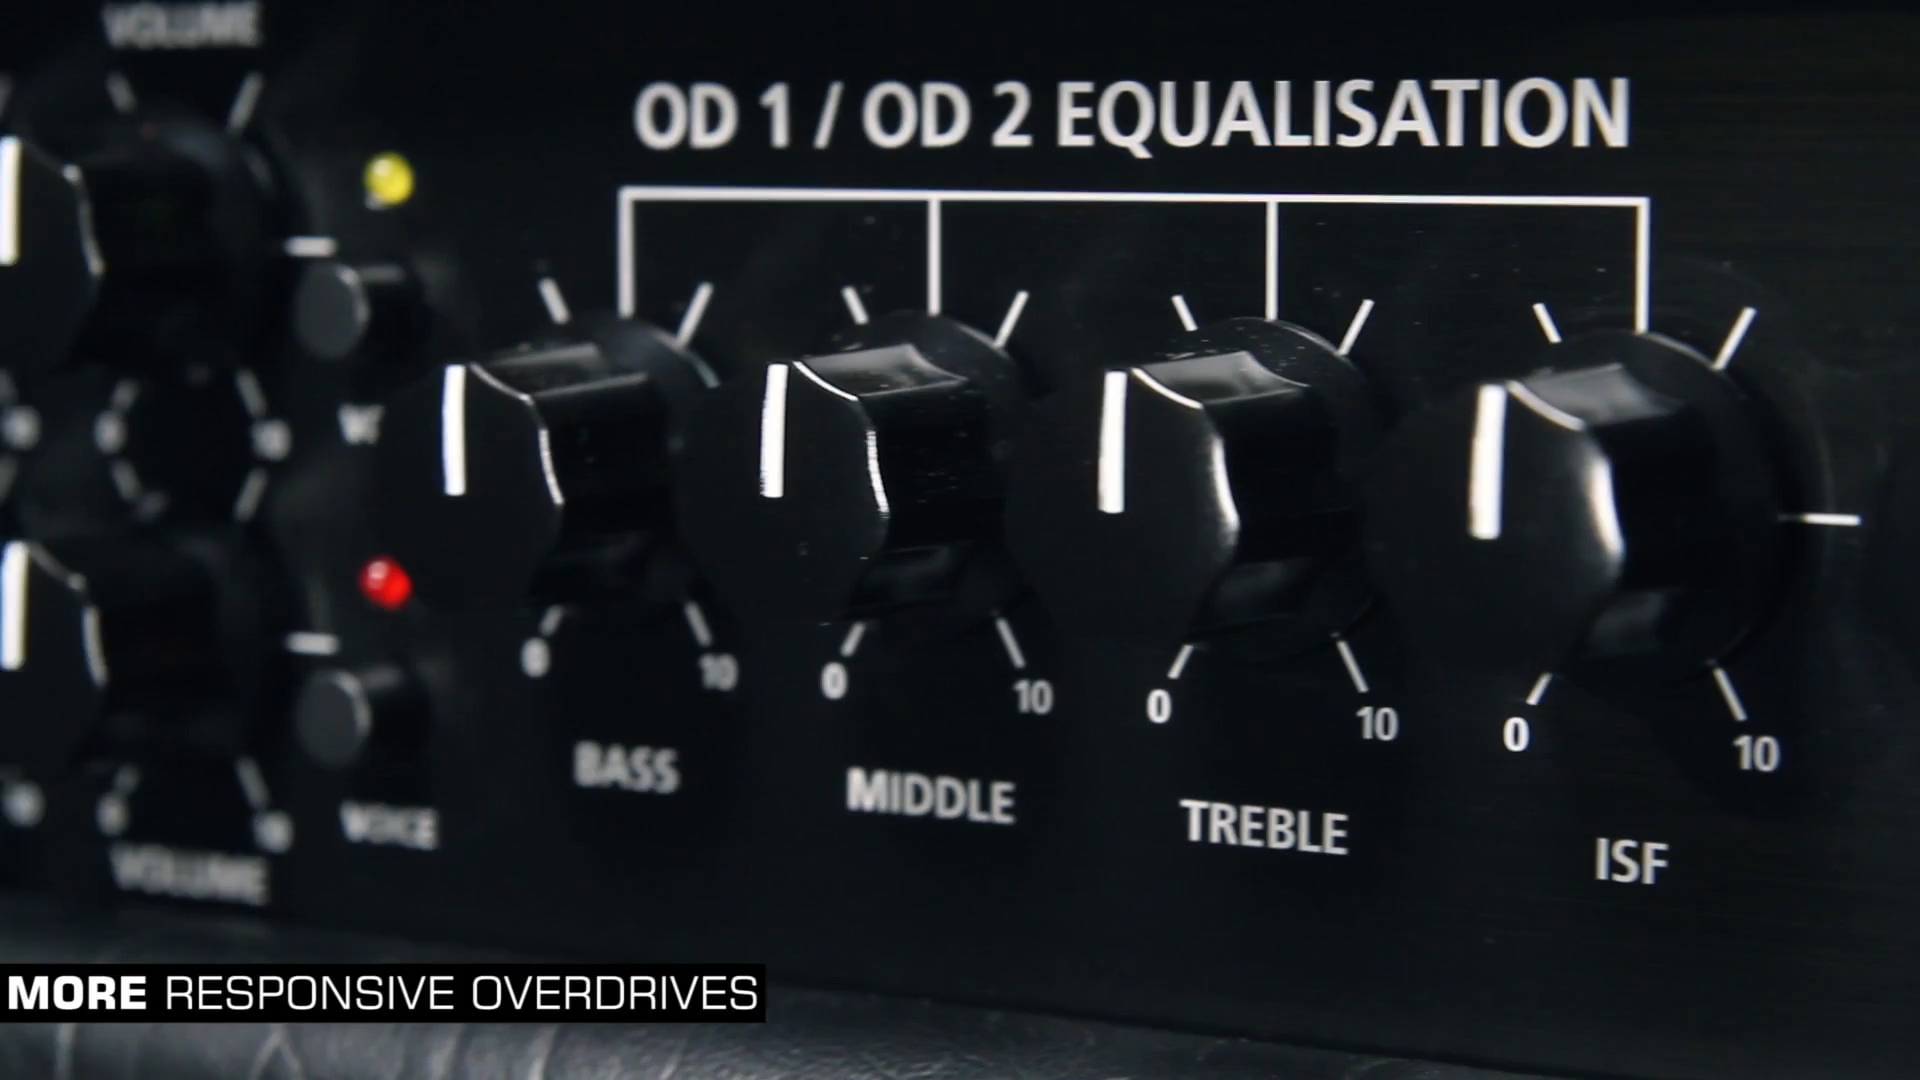 VOLUME
OD 1 / OD 2 EQUALISATION
0 10 0 10 0 10 0 10
BASS MIDDLE TREBLE ISF
VOICE
VOLUME
MORE RESPONSIVE OVERDRIVES